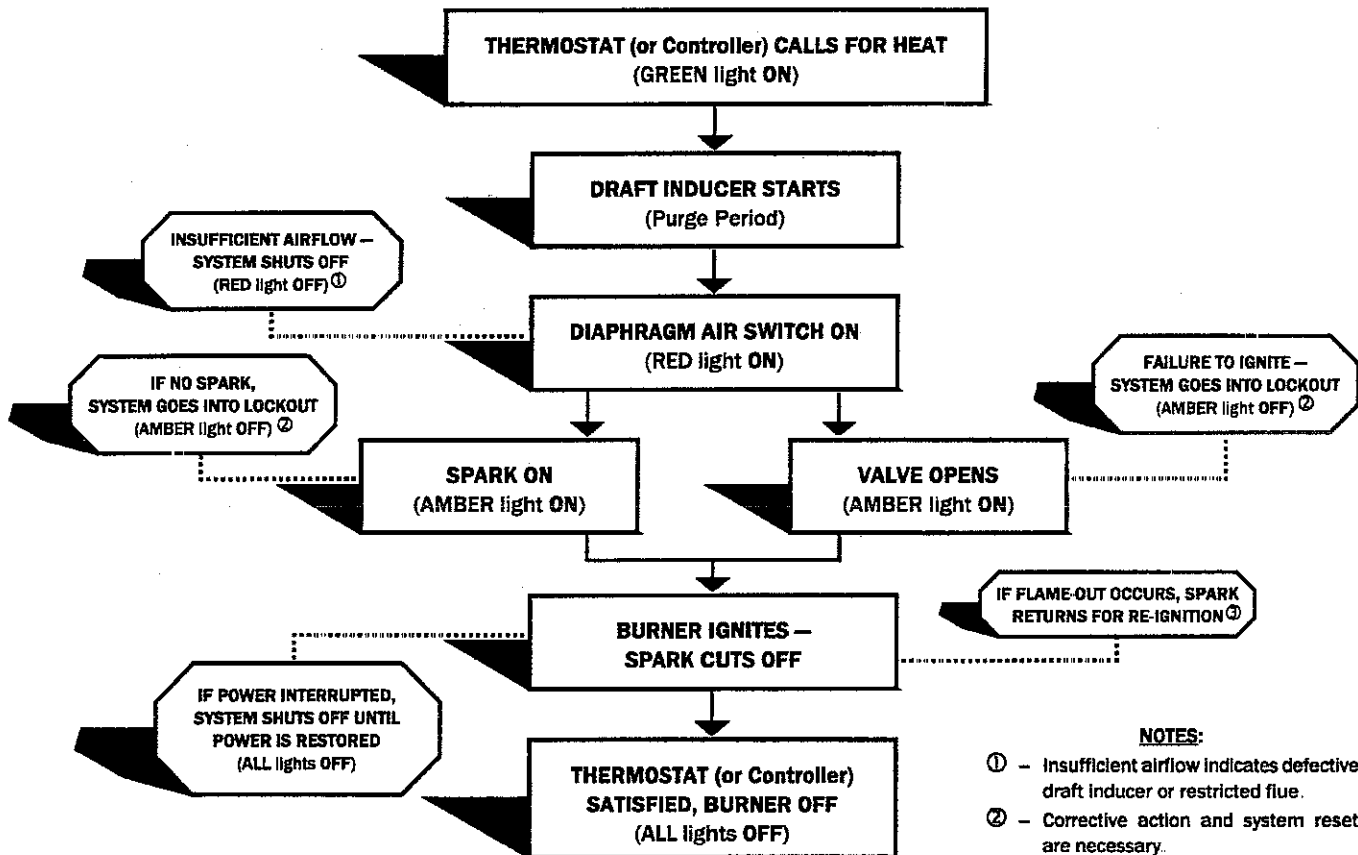 THERMOSTAT (or Controller) CALLS FOR HEAT
(GREEN light ON)
DRAFT INDUCER STARTS
(Purge Period)
INSUFFICIENT AIRFLOW —
SYSTEM SHUTS OFF
(RED light OFF) ①
DIAPHRAGM AIR SWITCH ON
(RED light ON)
IF NO SPARK,
SYSTEM GOES INTO LOCKOUT
(AMBER light OFF) ②
FAILURE TO IGNITE —
SYSTEM GOES INTO LOCKOUT
(AMBER light OFF) ②
SPARK ON
(AMBER light ON)
VALVE OPENS
(AMBER light ON)
IF FLAME-OUT OCCURS, SPARK
RETURNS FOR RE-IGNITION ③
BURNER IGNITES —
SPARK CUTS OFF
IF POWER INTERRUPTED,
SYSTEM SHUTS OFF UNTIL
POWER IS RESTORED
(ALL lights OFF)
THERMOSTAT (or Controller)
SATISFIED, BURNER OFF
(ALL lights OFF)
NOTES:
① – Insufficient airflow indicates defective
draft inducer or restricted flue.
② – Corrective action and system reset
are necessary.